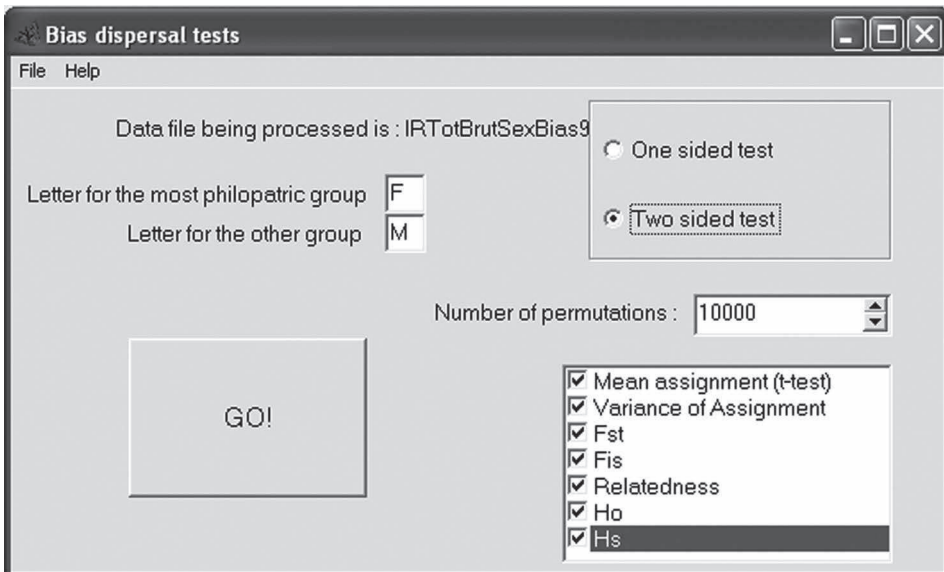 Bias dispersal tests
File Help
Data file being processed is : IRTotBrutSexBias9
One sided test
Two sided test
Letter for the most philopatric group F
Letter for the other group M
Number of permutations : 10000
GO!
Mean assignment (t-test)
Variance of Assignment
Fst
Fis
Relatedness
Ho
Hs